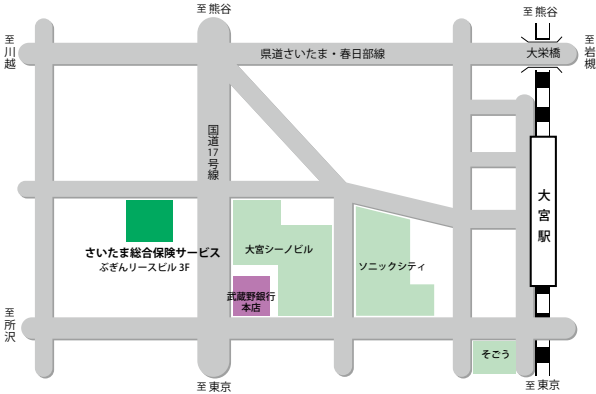 至 熊谷
至 熊谷
至川越
県道さいたま・春日部線
大栄橋
至岩槻
国道17号線
大宮駅
さいたま総合保険サービス
ぶぎんリースビル 3F
大宮シーノビル
ソニックシティ
武蔵野銀行
本店
至所沢
そごう
至 東京
至 東京